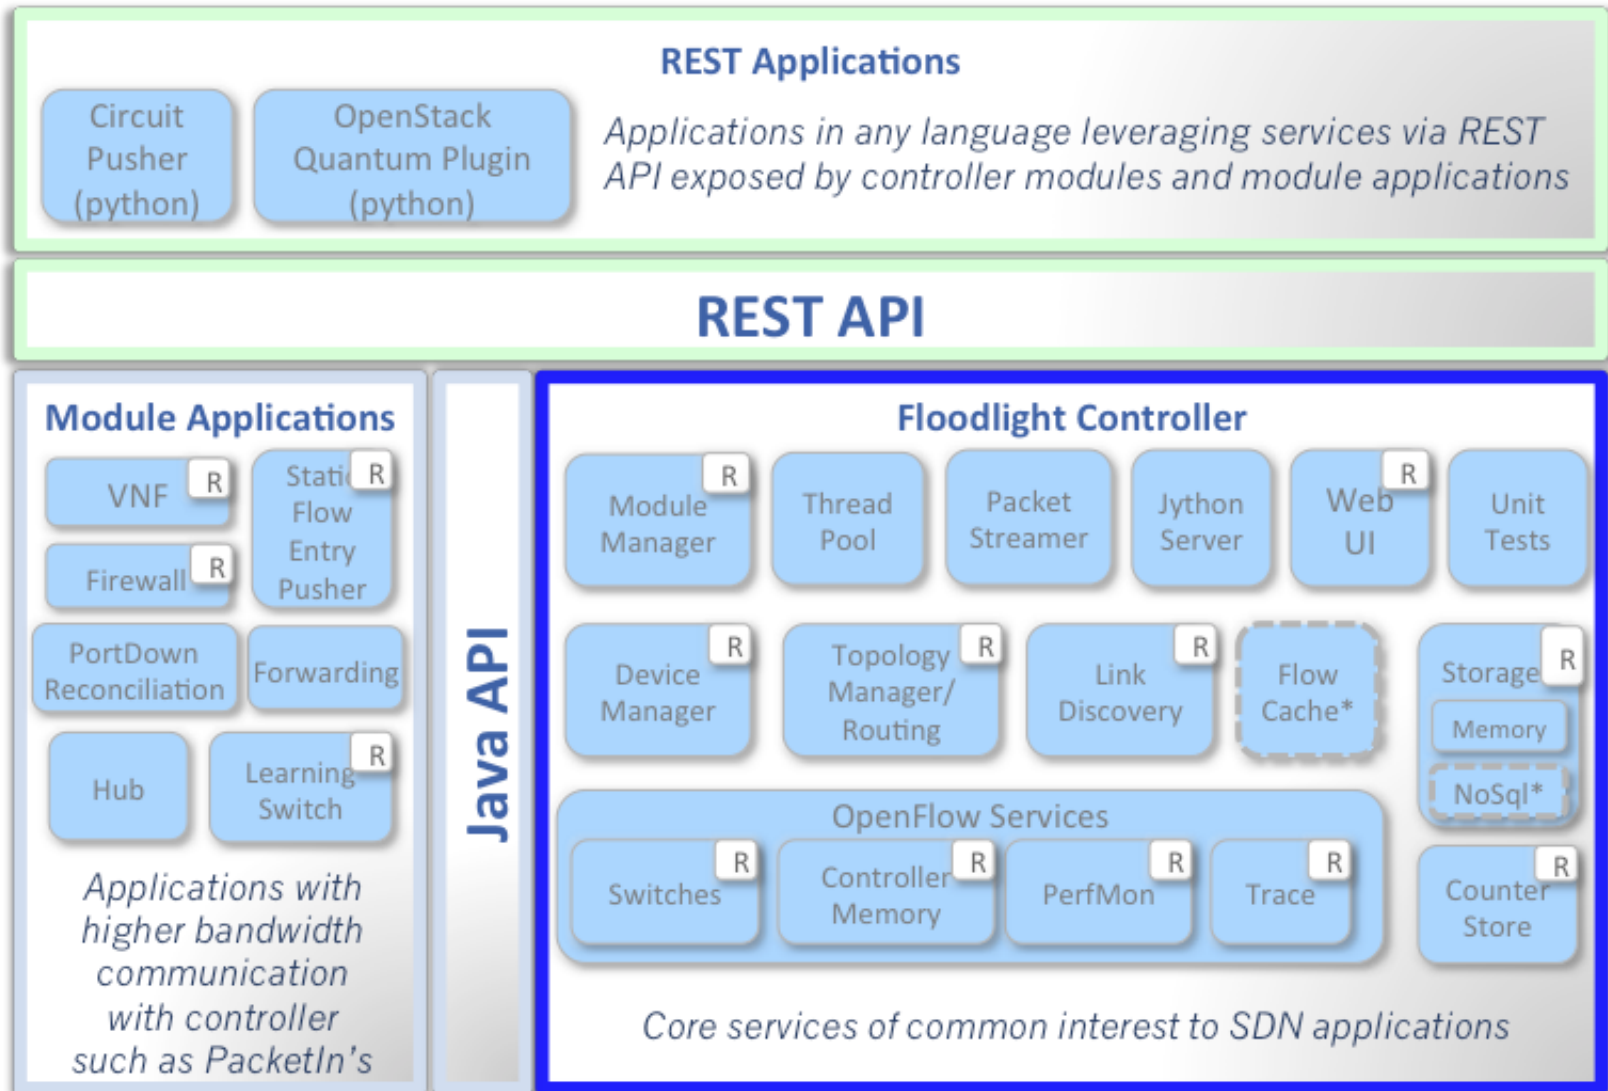 REST Applications
Circuit
Pusher
(python)
OpenStack
Quantum Plugin
(python)
Applications in any language leveraging services via REST
API exposed by controller modules and module applications
REST API
Module Applications
VNF
R
Static
Flow
Entry
Pusher
R
Firewall
R
PortDown
Reconciliation
Forwarding
Hub
Learning
Switch
R
Applications with
higher bandwidth
communication
with controller
such as PacketIn's
Java API
Floodlight Controller
Module
Manager
R
Thread
Pool
Packet
Streamer
Jython
Server
Web
UI
R
Unit
Tests
Device
Manager
R
Topology
Manager/
Routing
R
Link
Discovery
R
Flow
Cache*
Storage
R
Memory
NoSql*
OpenFlow Services
Switches
R
Controller
Memory
R
PerfMon
R
Trace
R
Counter
Store
R
Core services of common interest to SDN applications